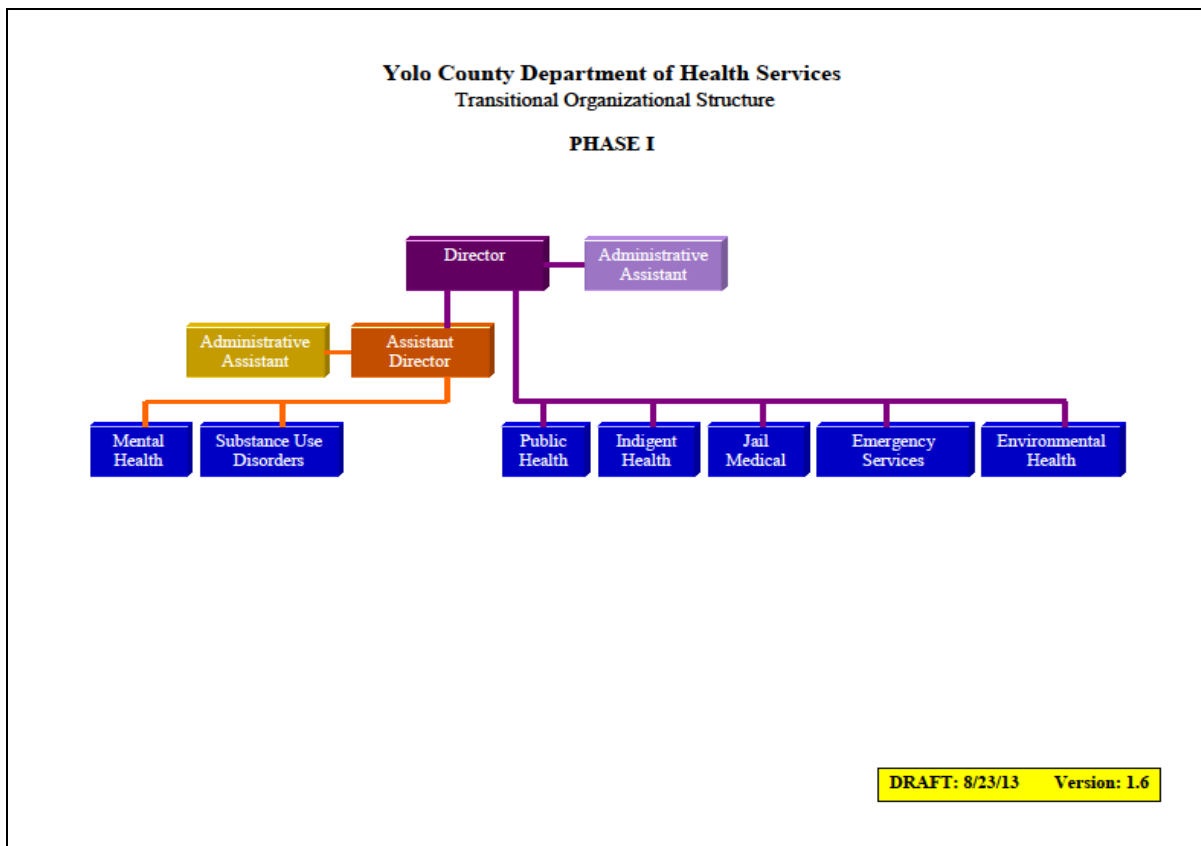 Yolo County Department of Health Services
Transitional Organizational Structure
PHASE I
Director
Administrative
Assistant
Administrative
Assistant
Assistant
Director
Mental
Health
Substance Use
Disorders
Public
Health
Indigent
Health
Jail
Medical
Emergency
Services
Environmental
Health
DRAFT: 8/23/13 Version: 1.6